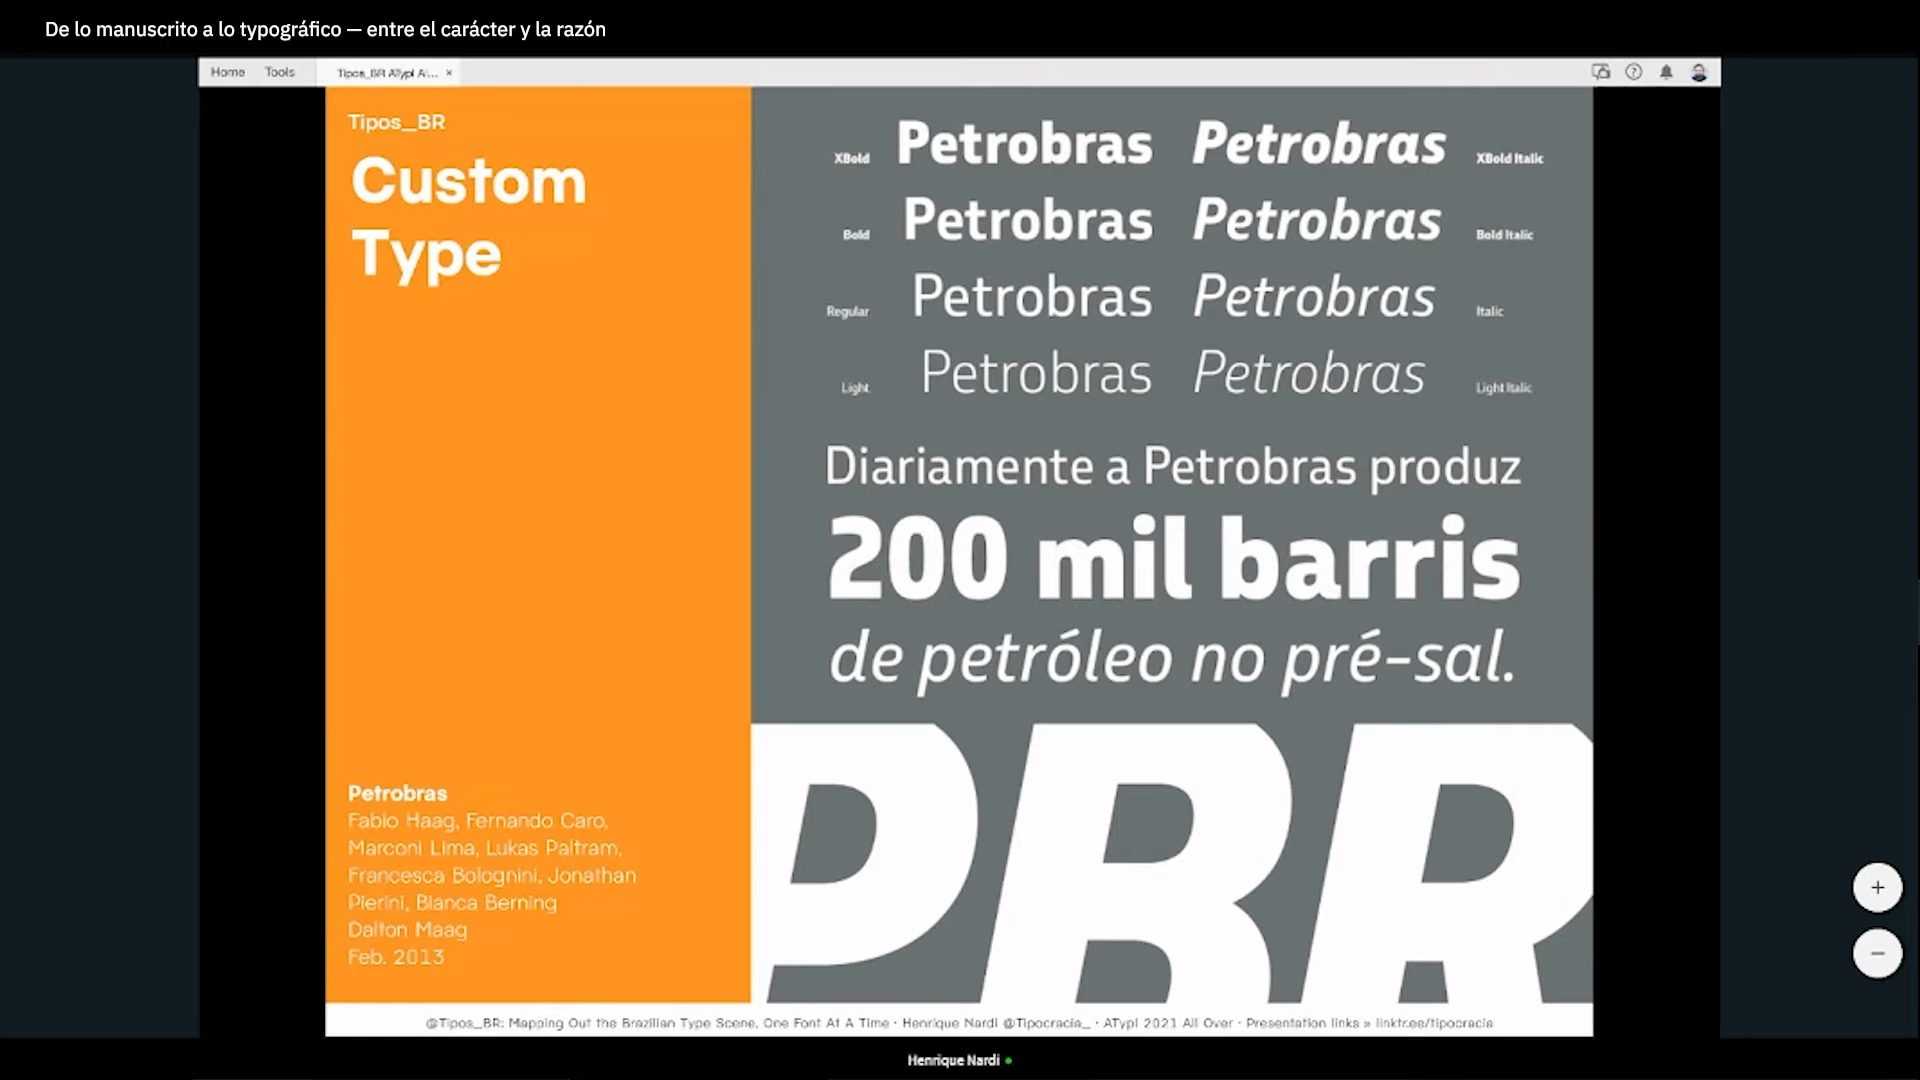 De lo manuscrito a lo typográfico — entre el carácter y la razón
Home Tools Tipos_BR ATypI A\... ×
Tipos_BR
Custom
Type
Petrobras
Fabio Haag, Fernando Caro,
Marconi Lima, Lukas Paltram,
Francesca Bolognini, Jonathan
Pierini, Bianca Berning
Dalton Maag
Feb. 2013
XBold Petrobras Petrobras XBold Italic
Bold Petrobras Petrobras Bold Italic
Regular Petrobras Petrobras Italic
Light Petrobras Petrobras Light Italic
Diariamente a Petrobras produz
200 mil barris
de petróleo no pré-sal.
PBR
@Tipos_BR: Mapping Out the Brazilian Type Scene, One Font At A Time · Henrique Nardi @Tipocracia_ · ATypI 2021 All Over · Presentation links » linktr.ee/tipocracia
Henrique Nardi